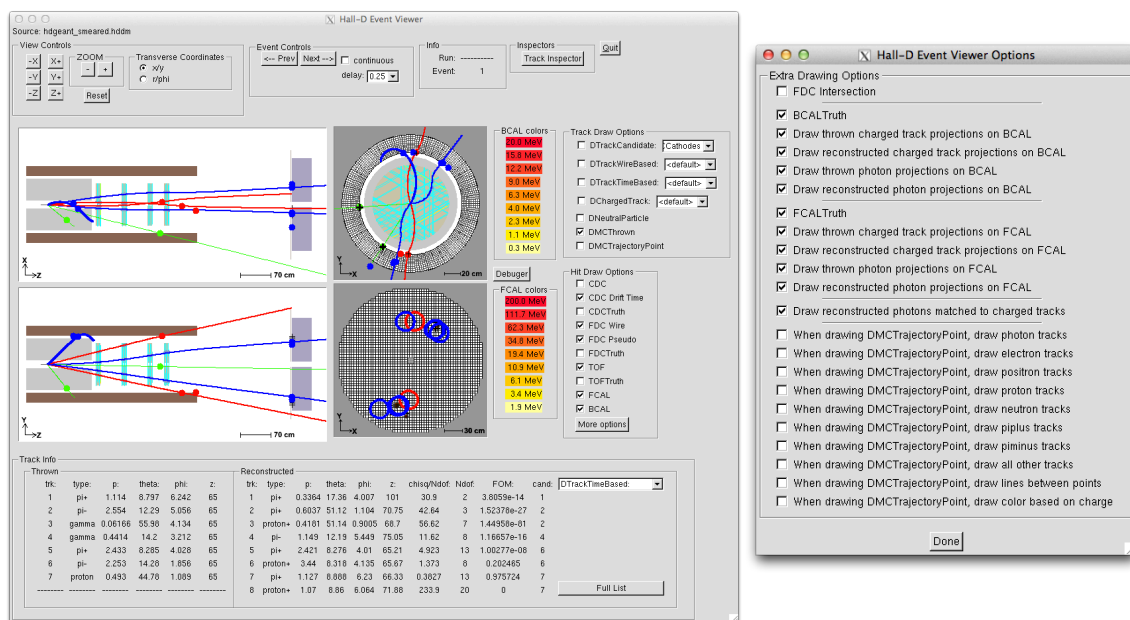 Hall-D Event Viewer
Source: hdgeant_smeared.hddm
View Controls
-X X+
-Y Y+
-Z Z+
ZOOM
- +
Reset
Transverse Coordinates
x/y
r/phi
Event Controls
<-- Prev Next --> continuous
delay: 0.25
Info
Run: ----------
Event: 1
Inspectors
Track Inspector
Quit
X
Z
70 cm
Y
X
20 cm
Y
Z
70 cm
Y
X
30 cm
BCAL colors
20.0 MeV
15.8 MeV
12.2 MeV
9.0 MeV
6.3 MeV
4.0 MeV
2.3 MeV
1.1 MeV
0.3 MeV
Debuger
FCAL colors
200.0 MeV
111.7 MeV
62.3 MeV
34.8 MeV
19.4 MeV
10.9 MeV
6.1 MeV
3.4 MeV
1.9 MeV
Track Draw Options
DTrackCandidate: Cathodes
DTrackWireBased: <default>
DTrackTimeBased: <default>
DChargedTrack: <default>
DNeutralParticle
DMCThrown
DMCTrajectoryPoint
Hit Draw Options
CDC
CDC Drift Time
CDCTruth
FDC Wire
FDC Pseudo
FDCTruth
TOF
TOFTruth
FCAL
BCAL
More options
Track Info
Thrown
trk: type: p: theta: phi: z:
1 pi+ 1.114 8.797 6.242 65
2 pi- 2.554 12.29 5.056 65
3 gamma 0.06166 55.98 4.134 65
4 gamma 0.4414 14.2 3.212 65
5 pi+ 2.433 8.285 4.028 65
6 pi- 2.253 14.28 1.856 65
7 proton 0.493 44.78 1.089 65
-------- -------- -------- -------- -------- --------
Reconstructed
trk: type: p: theta: phi: z: chisq/Ndof: Ndof: FOM: cand: DTrackTimeBased:
1 pi+ 0.3364 17.36 4.007 101 30.9 2 3.8059e-14 1
2 pi+ 0.6037 51.12 1.104 70.75 42.64 3 1.52378e-27 2
3 proton+ 0.4181 51.14 0.9005 68.7 56.62 7 1.44958e-81 2
4 pi- 1.149 12.19 5.449 75.05 11.62 8 1.16657e-16 4
5 pi+ 2.421 8.276 4.01 65.21 4.923 13 1.00277e-08 6
6 proton+ 3.44 8.318 4.135 65.67 1.373 8 0.202465 6
7 pi+ 1.127 8.888 6.23 66.33 0.3827 13 0.975724 7
8 proton+ 1.07 8.86 6.064 71.88 233.9 20 0 7
Full List
Hall-D Event Viewer Options
Extra Drawing Options
FDC Intersection
BCALTruth
Draw thrown charged track projections on BCAL
Draw reconstructed charged track projections on BCAL
Draw thrown photon projections on BCAL
Draw reconstructed photon projections on BCAL
FCALTruth
Draw thrown charged track projections on FCAL
Draw reconstructed charged track projections on FCAL
Draw thrown photon projections on FCAL
Draw reconstructed photon projections on FCAL
Draw reconstructed photons matched to charged tracks
When drawing DMCTrajectoryPoint, draw photon tracks
When drawing DMCTrajectoryPoint, draw electron tracks
When drawing DMCTrajectoryPoint, draw positron tracks
When drawing DMCTrajectoryPoint, draw proton tracks
When drawing DMCTrajectoryPoint, draw neutron tracks
When drawing DMCTrajectoryPoint, draw piplus tracks
When drawing DMCTrajectoryPoint, draw piminus tracks
When drawing DMCTrajectoryPoint, draw all other tracks
When drawing DMCTrajectoryPoint, draw lines between points
When drawing DMCTrajectoryPoint, draw color based on charge
Done